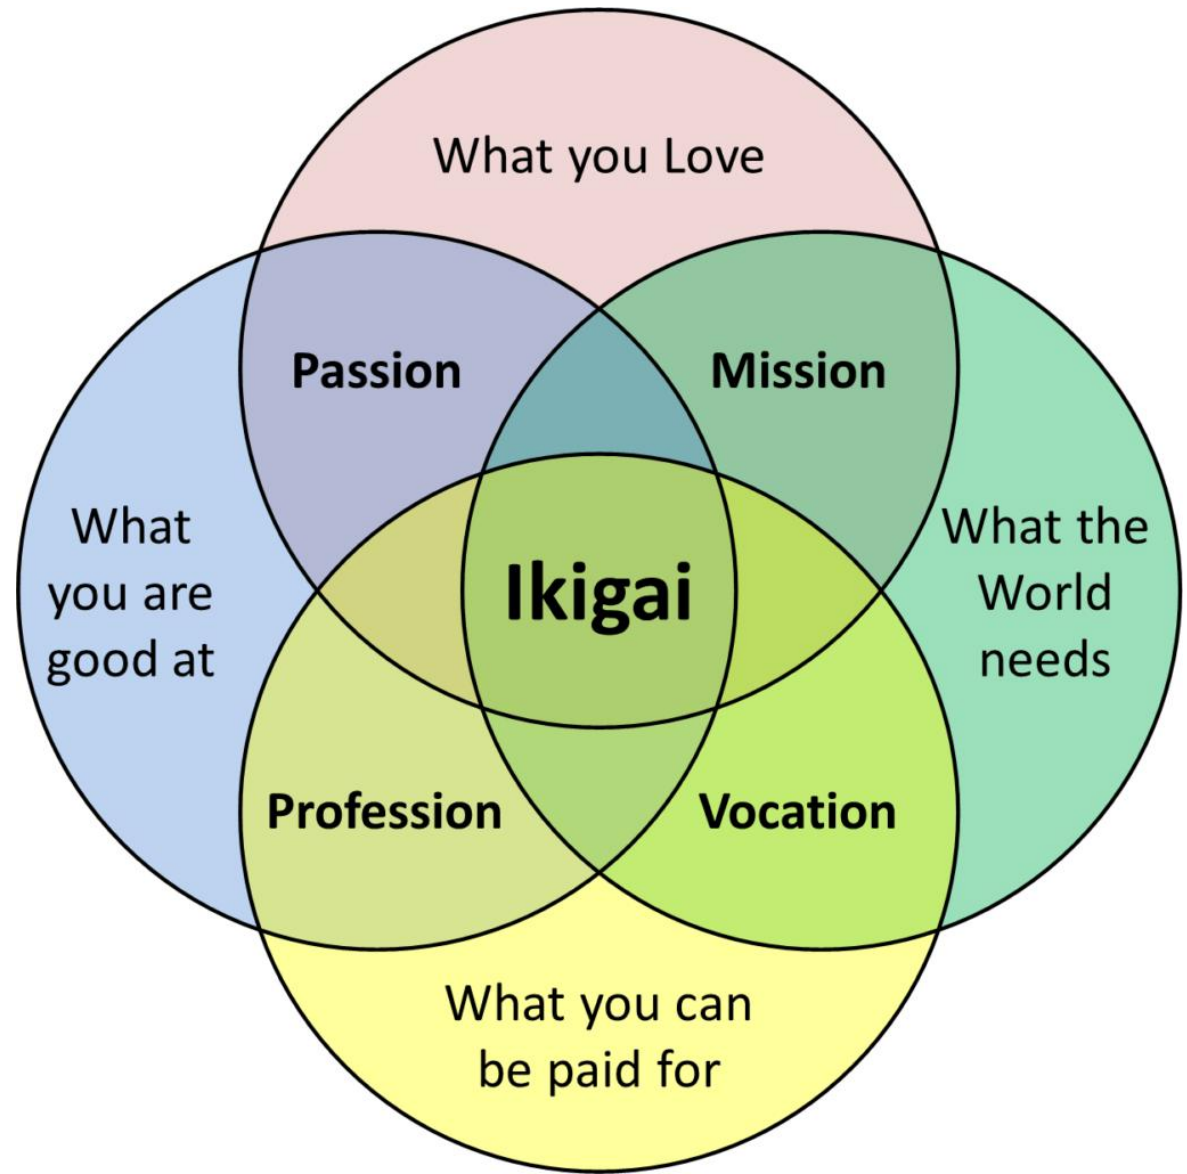 What you Love
Passion
Mission
What
you are
good at
Ikigai
What the
World
needs
Profession
Vocation
What you can
be paid for